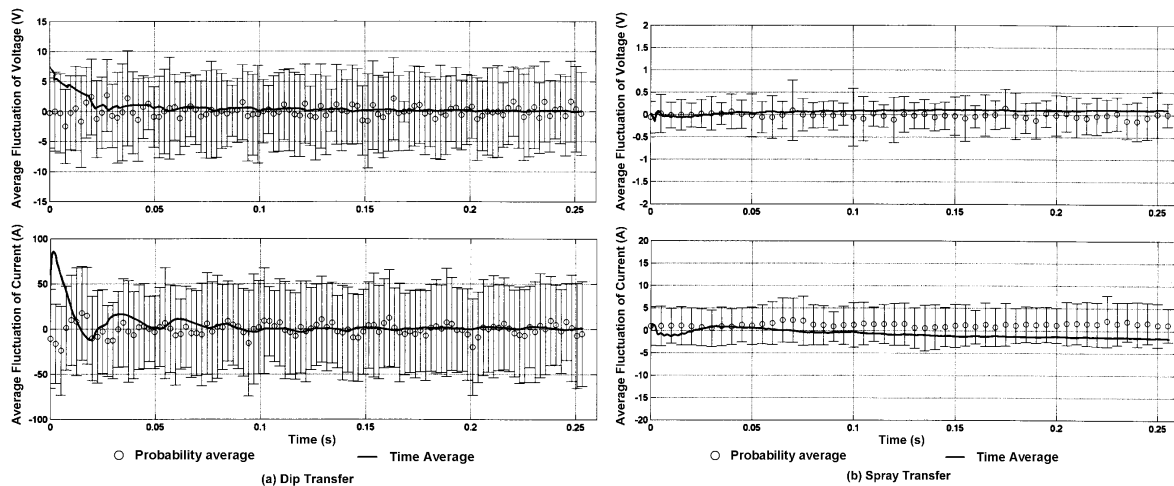 Average Fluctuation of Voltage (V)
15
10
5
0
-5
-10
-15
0 0.05 0.1 0.15 0.2 0.25
Average Fluctuation of Current (A)
100
50
0
-50
-100
0 0.05 0.1 0.15 0.2 0.25
Time (s)
Probability average Time Average
(a) Dip Transfer
Average Fluctuation of Voltage (V)
2
1.5
1
0.5
0
-0.5
-1
-1.5
-2
0 0.05 0.1 0.15 0.2 0.25
Average Fluctuation of Current (A)
20
15
10
5
0
-5
-10
-15
-20
0 0.05 0.1 0.15 0.2 0.25
Time (s)
Probability average Time Average
(b) Spray Transfer